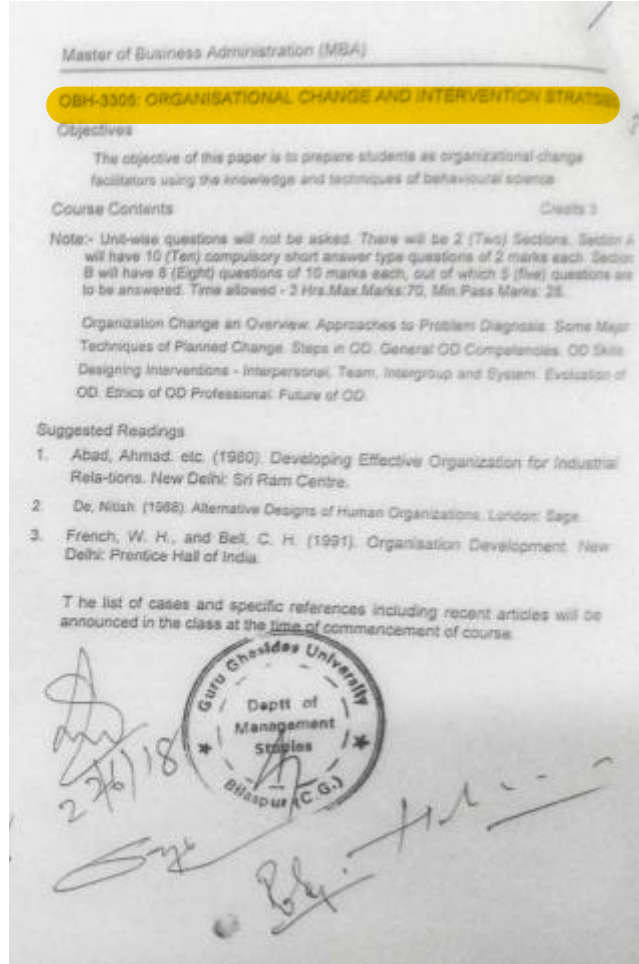 Master of Business Administration (MBA)
OBH-3306: ORGANISATIONAL CHANGE AND INTERVENTION
Objectives
The objective of this paper is to prepare students as organizational change
facilitators using the knowledge and techniques of behavioural science
Course Contents Credits 3
Note:- Unit-wise questions will not be asked. There will be 2 (Two) Sections. Section A
will have 10 (Ten) compulsory short answer type questions of 2 marks each. Section
B will have 8 (Eight) questions of 10 marks each, out of which 5 (five) questions are
to be answered. Time allowed - 3 Hrs.Max.Marks:70, Min.Pass Marks: 28.
Organization Change an Overview. Approaches to Problem Diagnosis. Some Major
Techniques of Planned Change. Steps in OD. General OD Competencies. OD Skills.
Designing Interventions - Interpersonal, Team, Intergroup and System. Evaluation of
OD. Ethics of OD Professional. Future of OD.
Suggested Readings
1. Abad, Ahmad. etc. (1980). Developing Effective Organization for Industrial
Rela-tions. New Delhi: Sri Ram Centre.
2. De, Nitish. (1988). Alternative Designs of Human Organizations. London: Sage.
3. French, W. H., and Bell, C. H. (1991). Organisation Development. New
Delhi: Prentice Hall of India.
T he list of cases and specific references including recent articles will be
announced in the class at the time of commencement of course.
Guru Ghasidas University
Deptt of
Management
Studies
Bilaspur (C.G.)